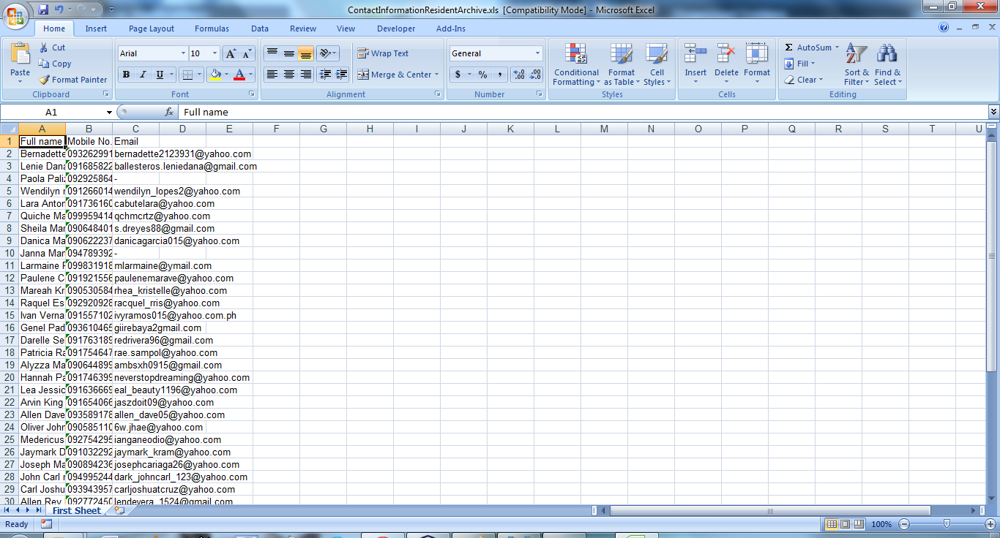 ContactInformationResidentArchive.xls [Compatibility Mode] - Microsoft Excel
Home Insert Page Layout Formulas Data Review View Developer Add-Ins
Paste Cut Copy Format Painter
Arial 10 A A B I U A
Wrap Text Merge & Center
General $ % , .00 .0
Conditional Formatting Format as Table Cell Styles
Insert Delete Format
Σ AutoSum Fill Clear Sort & Filter Find & Select
Clipboard Font Alignment Number Styles Cells Editing
A1 fx Full name
A B C D E F G H I J K L M N O P Q R S T U
1 Full name Mobile No. Email
2 Bernadette 093262991 bernadette2123931@yahoo.com
3 Lenie Dana 091685822 ballesteros.leniedana@gmail.com
4 Paola Paliz 092925864 -
5 Wendilyn 091266014 wendilyn_lopes2@yahoo.com
6 Lara Anton 091736160 cabutelara@yahoo.com
7 Quiche Ma 099959414 qchmcrtz@yahoo.com
8 Sheila Mar 090648401 s.dreyes88@gmail.com
9 Danica Ma 090622237 danicagarcia015@yahoo.com
10 Janna Mar 094789392 -
11 Larmaine 099831918 mlarmaine@ymail.com
12 Paulene C 091921556 paulenemarave@yahoo.com
13 Mareah Kr 090530584 rhea_kristelle@yahoo.com
14 Raquel Es 092920928 racquel_rris@yahoo.com
15 Ivan Verna 091557102 ivyramos015@yahoo.com.ph
16 Genel Pad 093610465 giirebaya2gmail.com
17 Darelle Se 091763189 redrivera96@gmail.com
18 Patricia Ra 091754647 rae.sampol@yahoo.com
19 Alyzza Ma 090644899 ambsxh0915@gmail.com
20 Hannah Pa 091746399 neverstopdreaming@yahoo.com
21 Lea Jessic 091636669 eal_beauty1196@yahoo.com
22 Arvin King 091654066 jaszdoit09@yahoo.com
23 Allen Dave 093589178 allen_dave05@yahoo.com
24 Oliver John 090585110 6w.jhae@yahoo.com
25 Medericus 092754295 ianganeodio@yahoo.com
26 Jaymark D 091032292 jaymark_kram@yahoo.com
27 Joseph Ma 090894236 josephcariaga26@yahoo.com
28 John Carl 094995244 dark_johncarl_123@yahoo.com
29 Carl Joshu 093943957 carljoshuatcruz@yahoo.com
30 Allen Rey 092772450 lendevera_1524@gmail.com
First Sheet
Ready 100%